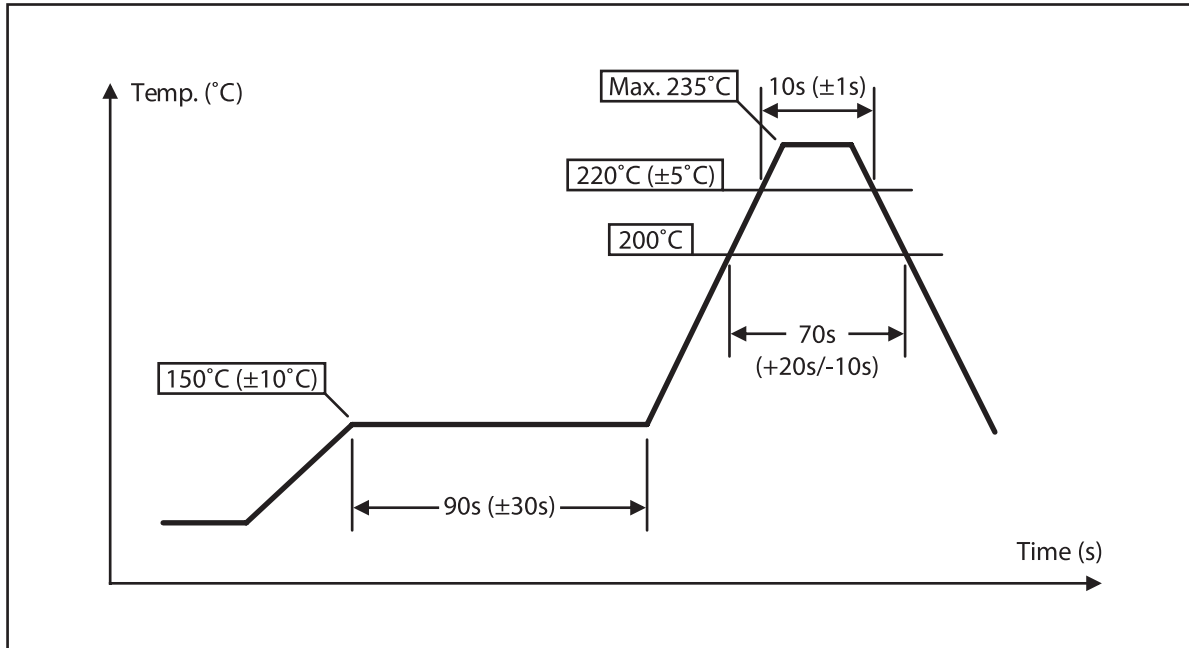 Temp. (˚C)
Max. 235˚C
10s (±1s)
220˚C (±5˚C)
200˚C
70s
(+20s/-10s)
150˚C (±10˚C)
90s (±30s)
Time (s)